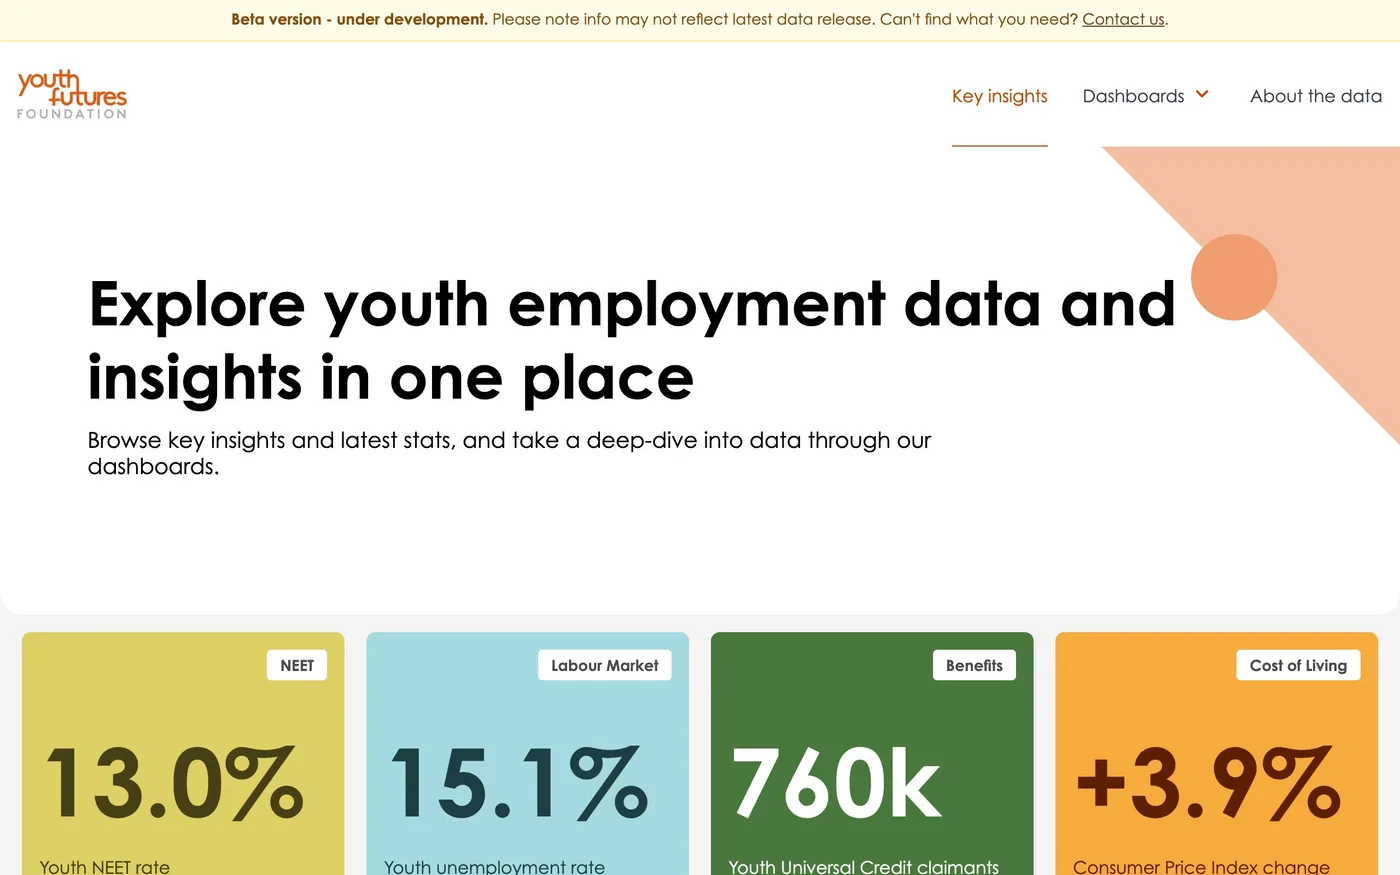 Beta version - under development. Please note info may not reflect latest data release. Can't find what you need? Contact us.
youth
futures
FOUNDATION
Key insights
Dashboards
About the data
Explore youth employment data and
insights in one place
Browse key insights and latest stats, and take a deep-dive into data through our
dashboards.
NEET
13.0%
Youth NEET rate
Labour Market
15.1%
Youth unemployment rate
Benefits
760k
Youth Universal Credit claimants
Cost of Living
+3.9%
Consumer Price Index change